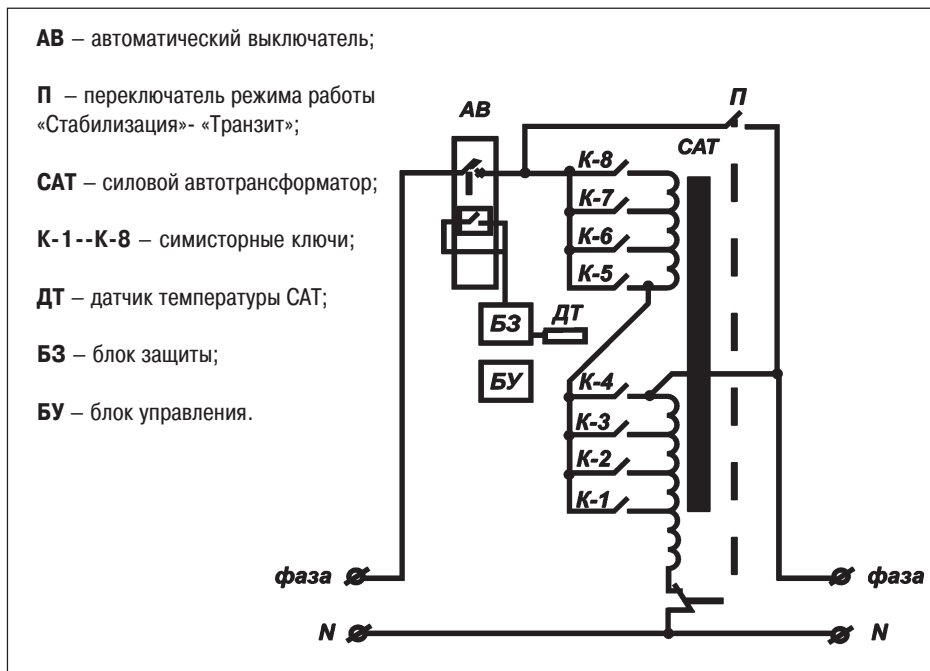 АВ – автоматический выключатель;
П – переключатель режима работы
«Стабилизация»- «Транзит»;
САТ – силовой автотрансформатор;
К-1--К-8 – симисторные ключи;
ДТ – датчик температуры САТ;
БЗ – блок защиты;
БУ – блок управления.
АВ
П
САТ
К-8
К-7
К-6
К-5
БЗ
ДТ
БУ
К-4
К-3
К-2
К-1
фаза
фаза
N
N